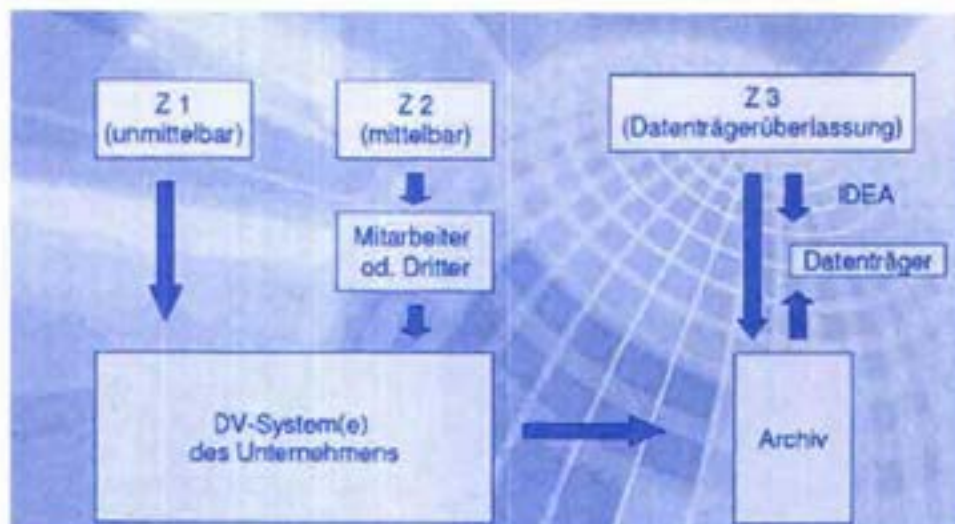 Z 1
(unmittelbar)
Z 2
(mittelbar)
Z 3
(Datenträgerüberlassung)
Mitarbeiter
od. Dritter
IDEA
Datenträger
DV-System(e)
des Unternehmens
Archiv